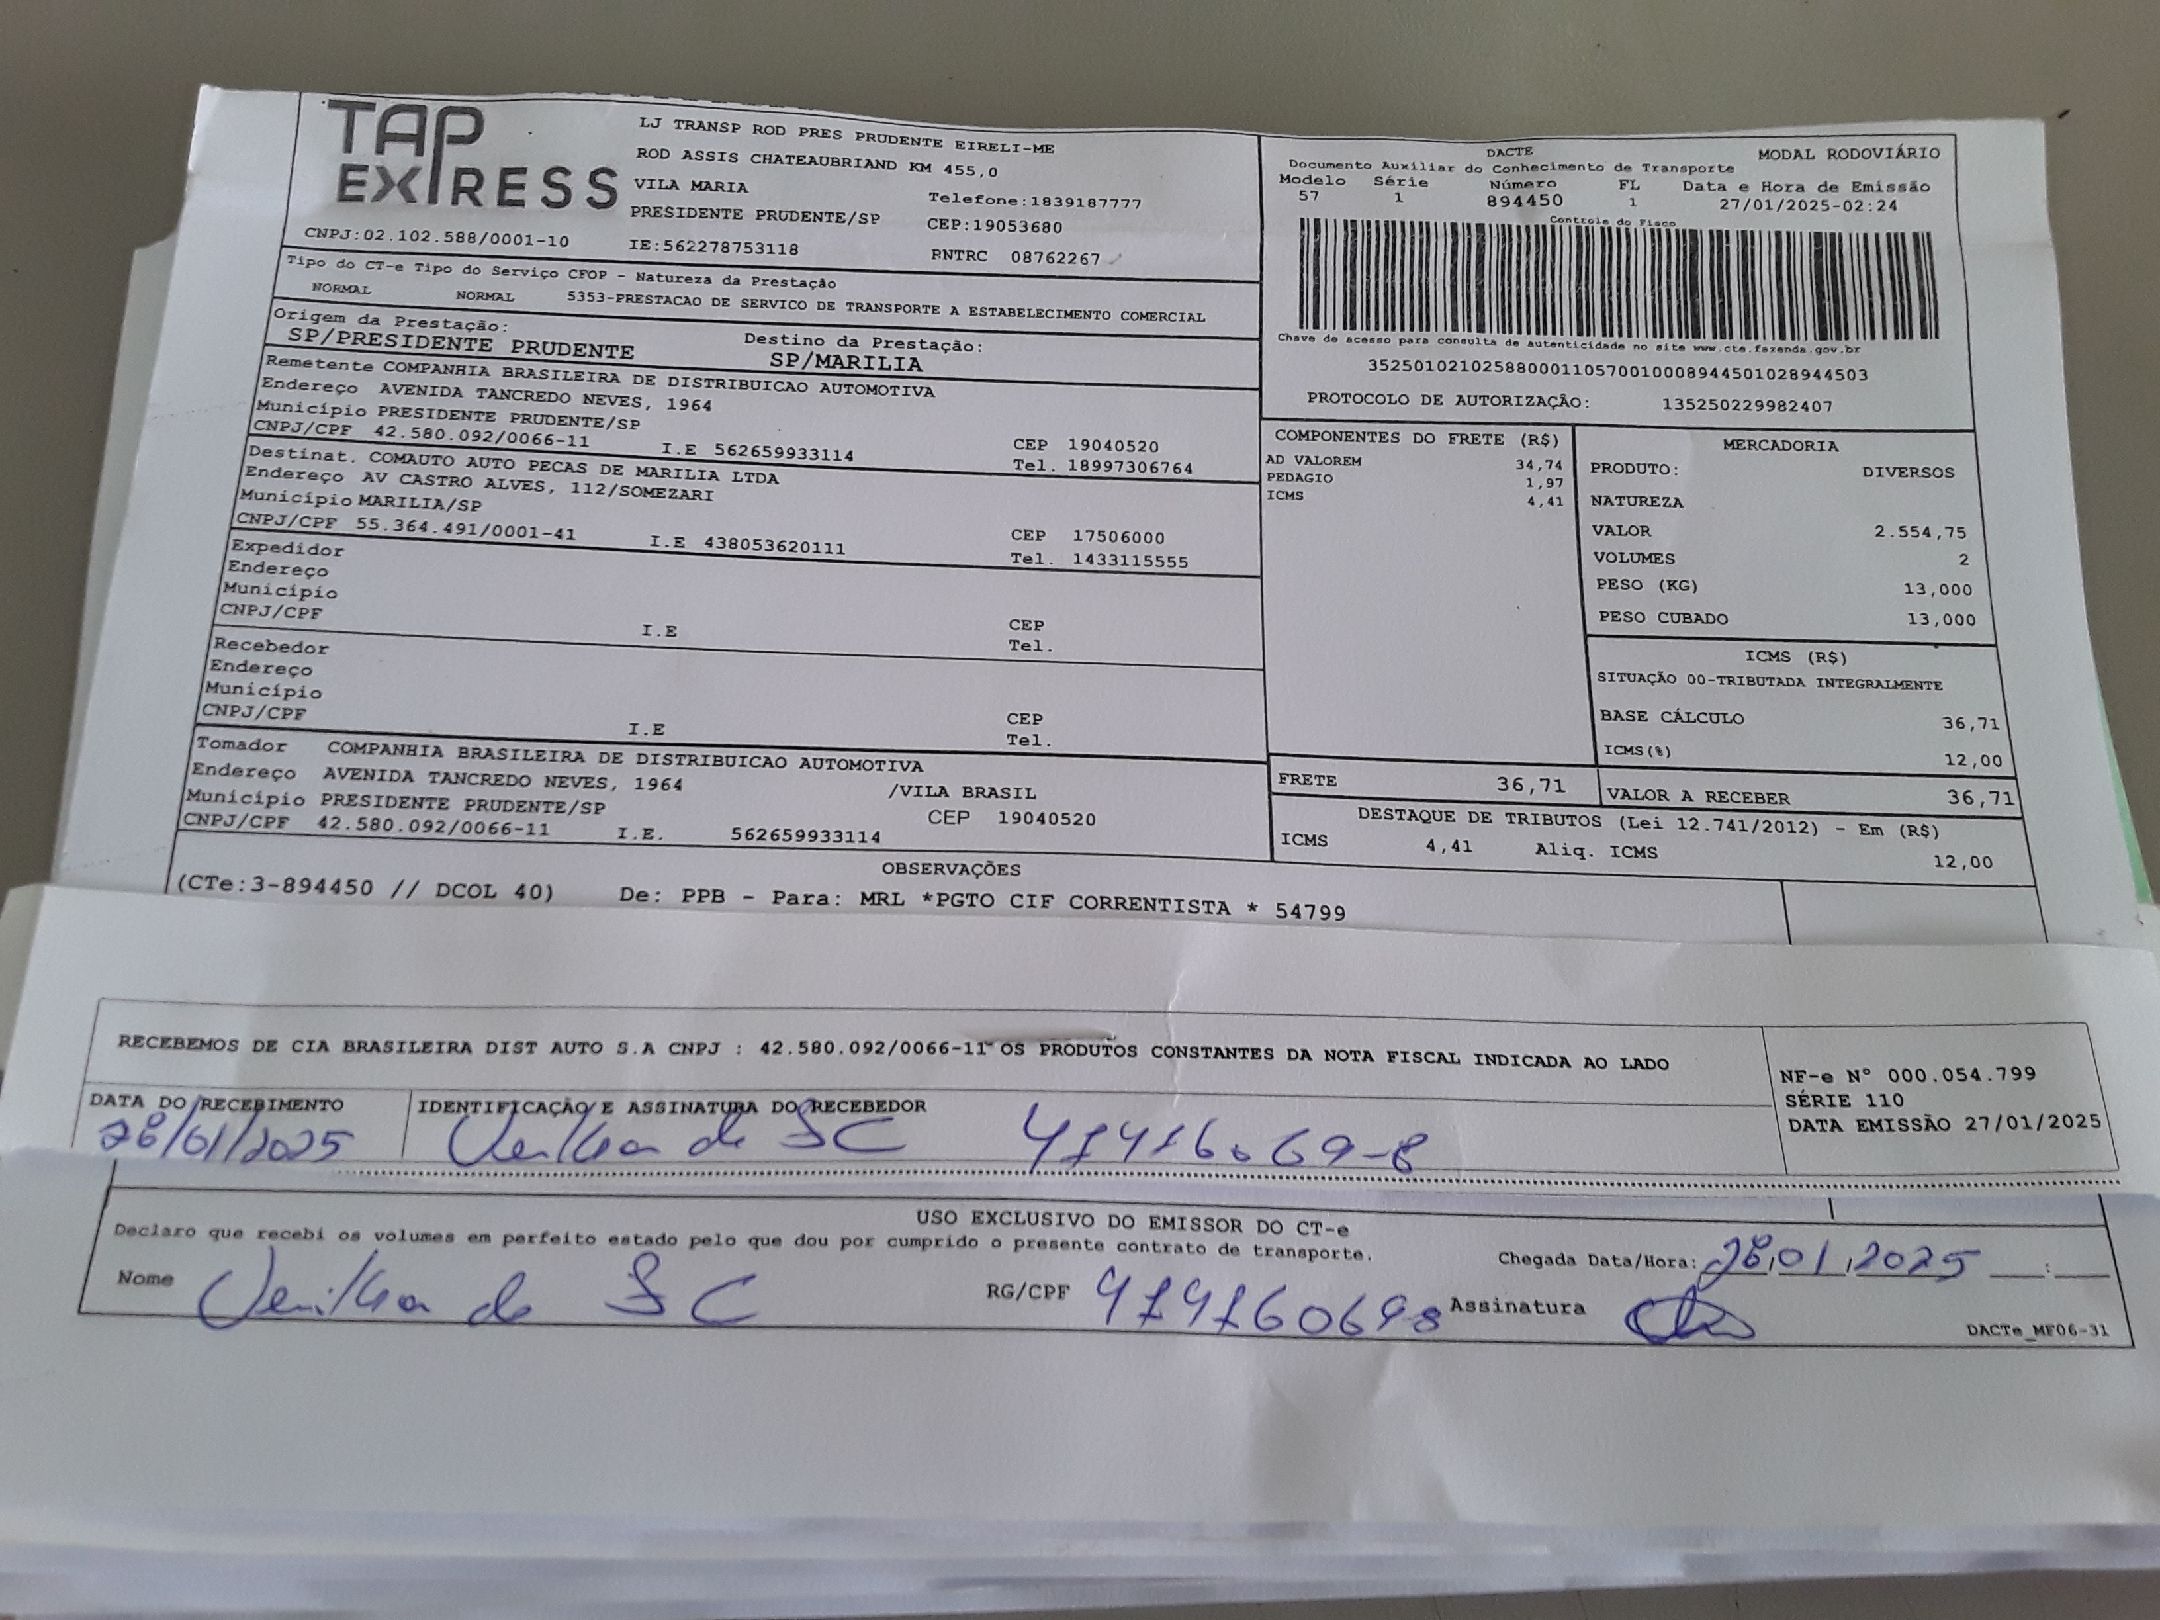 TAP
EXPRESS
LJ TRANSP ROD PRES PRUDENTE EIRELI-ME
ROD ASSIS CHATEAUBRIAND KM 455,0
VILA MARIA Telefone:1839187777
PRESIDENTE PRUDENTE/SP CEP:19053680
CNPJ:02.102.588/0001-10 IE:562278753118 RNTRC 08762267
Tipo do CT-e Tipo do Serviço CFOP - Natureza da Prestação
NORMAL NORMAL 5353-PRESTACAO DE SERVICO DE TRANSPORTE A ESTABELECIMENTO COMERCIAL
Origem da Prestação: Destino da Prestação:
SP/PRESIDENTE PRUDENTE SP/MARILIA
Remetente COMPANHIA BRASILEIRA DE DISTRIBUICAO AUTOMOTIVA
Endereço AVENIDA TANCREDO NEVES, 1964
Município PRESIDENTE PRUDENTE/SP CEP 19040520
CNPJ/CPF 42.580.092/0066-11 I.E 562659933114 Tel. 18997306764
Destinat. COMAUTO AUTO PECAS DE MARILIA LTDA
Endereço AV CASTRO ALVES, 112/SOMEZARI
Município MARILIA/SP CEP 17506000
CNPJ/CPF 55.364.491/0001-41 I.E 438053620111 Tel. 1433115555
Expedidor
Endereço
Município CEP
CNPJ/CPF I.E Tel.
Recebedor
Endereço
Município CEP
CNPJ/CPF I.E Tel.
Tomador COMPANHIA BRASILEIRA DE DISTRIBUICAO AUTOMOTIVA
Endereço AVENIDA TANCREDO NEVES, 1964 /VILA BRASIL
Município PRESIDENTE PRUDENTE/SP CEP 19040520
CNPJ/CPF 42.580.092/0066-11 I.E. 562659933114
DACTE MODAL RODOVIÁRIO
Documento Auxiliar do Conhecimento de Transporte
Modelo Série Número FL Data e Hora de Emissão
57 1 894450 1 27/01/2025-02:24
Controle do Fisco
Chave de acesso para consulta de autenticidade no site www.cte.fazenda.gov.br
35250102102588000110570010008944501028944503
PROTOCOLO DE AUTORIZAÇÃO: 135250229982407
COMPONENTES DO FRETE (R$)
AD VALOREM 34,74
PEDAGIO 1,97
ICMS 4,41
MERCADORIA
PRODUTO: DIVERSOS
NATUREZA
VALOR 2.554,75
VOLUMES 2
PESO (KG) 13,000
PESO CUBADO 13,000
ICMS (R$)
SITUAÇÃO 00-TRIBUTADA INTEGRALMENTE
BASE CÁLCULO 36,71
ICMS(%) 12,00
FRETE 36,71 VALOR A RECEBER 36,71
DESTAQUE DE TRIBUTOS (Lei 12.741/2012) - Em (R$)
ICMS 4,41 Aliq. ICMS 12,00
OBSERVAÇÕES
(CTe:3-894450 // DCOL 40) De: PPB - Para: MRL *PGTO CIF CORRENTISTA * 54799
RECEBEMOS DE CIA BRASILEIRA DIST AUTO S.A CNPJ : 42.580.092/0066-11 OS PRODUTOS CONSTANTES DA NOTA FISCAL INDICADA AO LADO
NF-e N° 000.054.799
SÉRIE 110
DATA EMISSÃO 27/01/2025
DATA DO RECEBIMENTO IDENTIFICAÇÃO E ASSINATURA DO RECEBEDOR
28/01/2025 de SC 41416069-8
USO EXCLUSIVO DO EMISSOR DO CT-e
Declaro que recebi os volumes em perfeito estado pelo que dou por cumprido o presente contrato de transporte.
Chegada Data/Hora: 28,01,2025 __:__
Nome de SC RG/CPF 41416069-8 Assinatura
DACTe_MF06-31